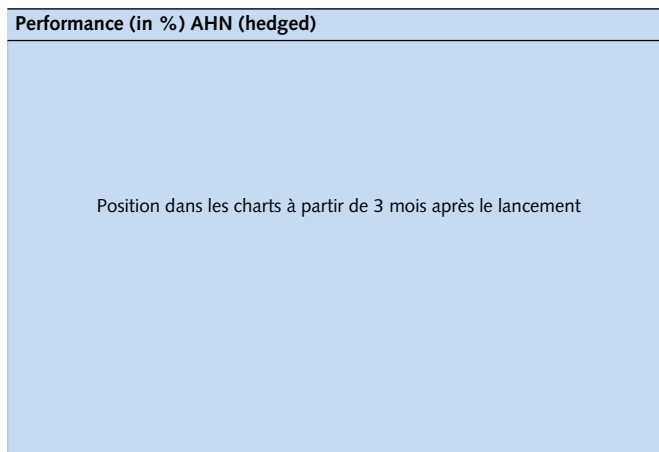 Performance (in %) AHN (hedged)
Position dans les charts à partir de 3 mois après le lancement